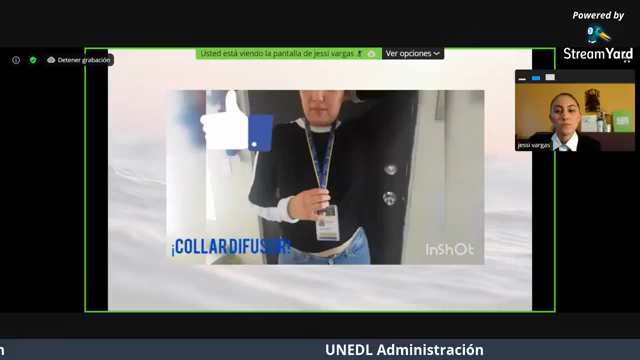 Powered by
StreamYard
Usted está viendo la pantalla de jessi vargas
Ver opciones
Detener grabación
jessi vargas
¡COLLAR DIFUSOR!
InShOt
n
UNEDL Administración